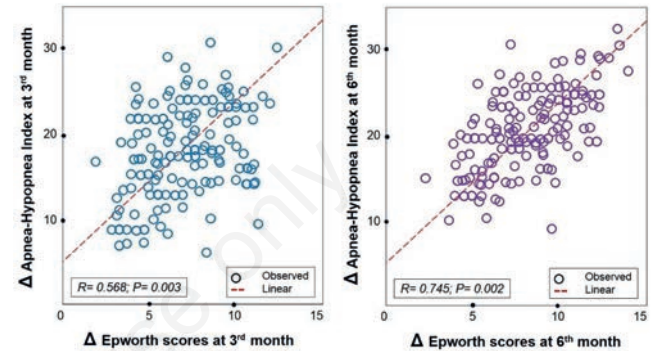 Δ Apnea-Hypopnea Index at 3rd month
30
20
10
R= 0.568; P= 0.003
Observed
Linear
0 5 10 15
Δ Epworth scores at 3rd month
Δ Apnea-Hypopnea Index at 6th month
30
20
10
R= 0.745; P= 0.002
Observed
Linear
0 5 10 15
Δ Epworth scores at 6th month
se only